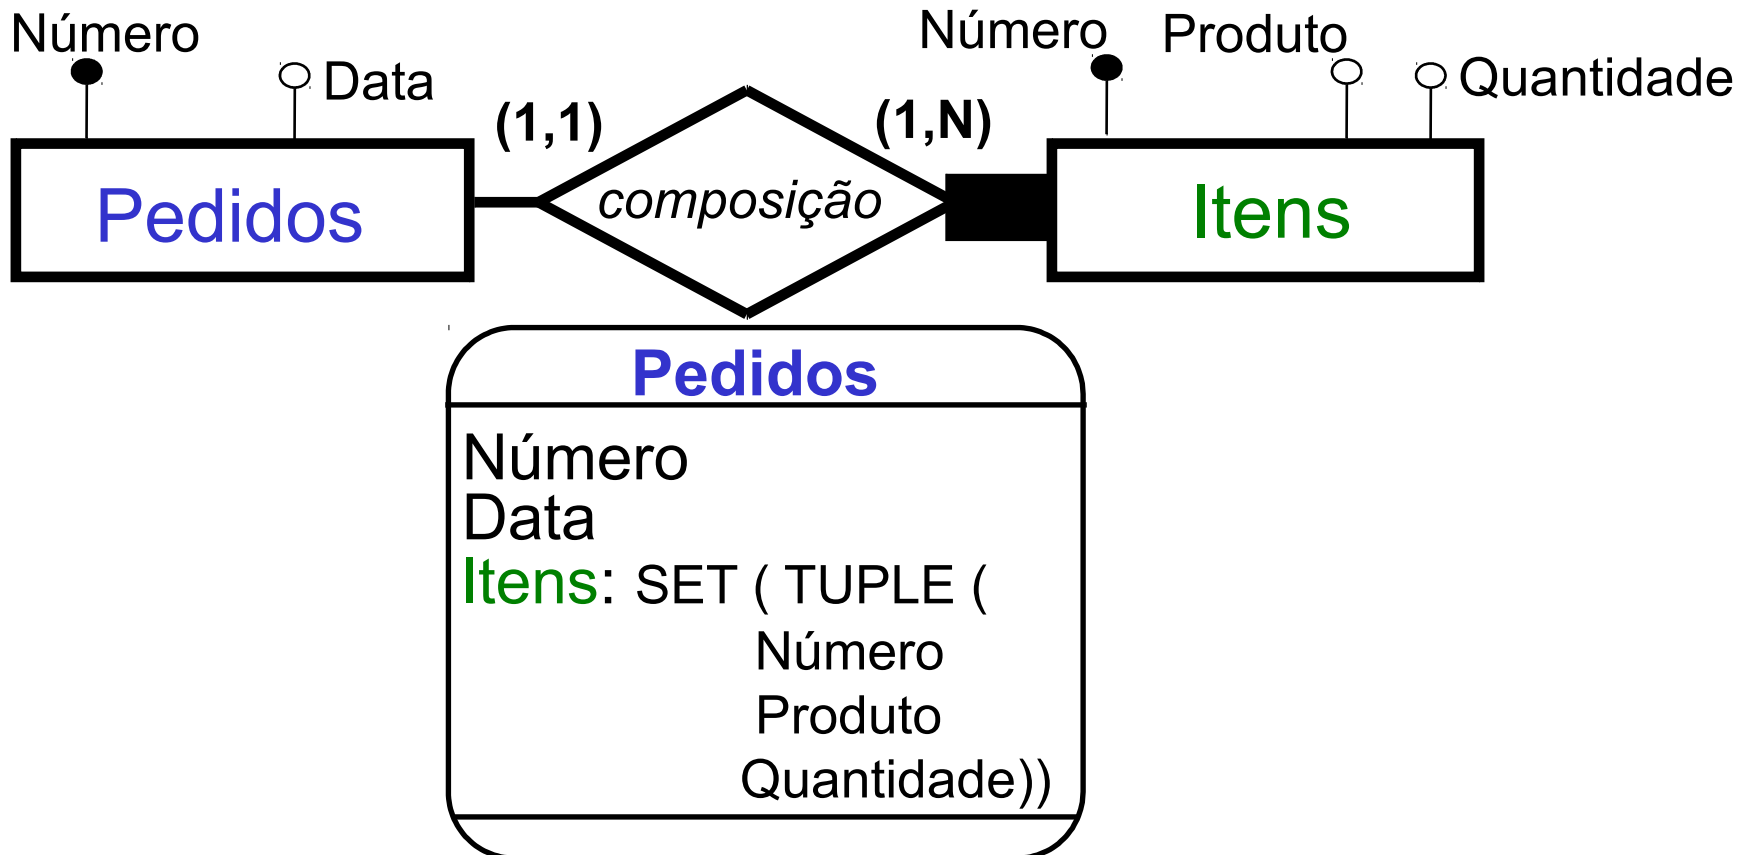 Número
Data
Número
Produto
Quantidade
(1,1)
(1,N)
Pedidos
composição
Itens
Pedidos
Número
Data
Itens: SET ( TUPLE (
Número
Produto
Quantidade))